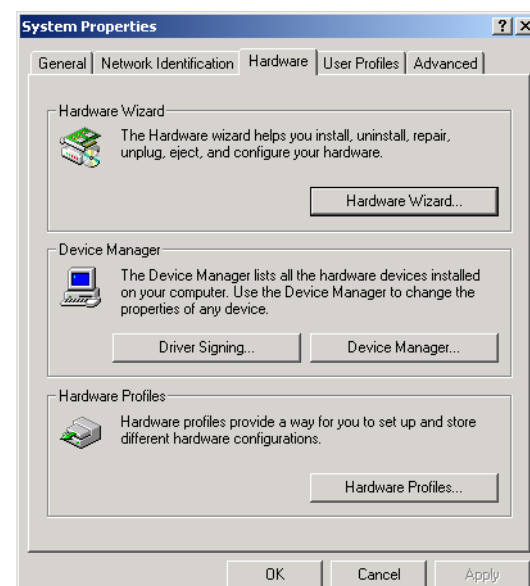 System Properties
General
Network Identification
Hardware
User Profiles
Advanced
Hardware Wizard
The Hardware wizard helps you install, uninstall, repair,
unplug, eject, and configure your hardware.
Hardware Wizard...
Device Manager
The Device Manager lists all the hardware devices installed
on your computer. Use the Device Manager to change the
properties of any device.
Driver Signing...
Device Manager...
Hardware Profiles
Hardware profiles provide a way for you to set up and store
different hardware configurations.
Hardware Profiles...
OK
Cancel
Apply